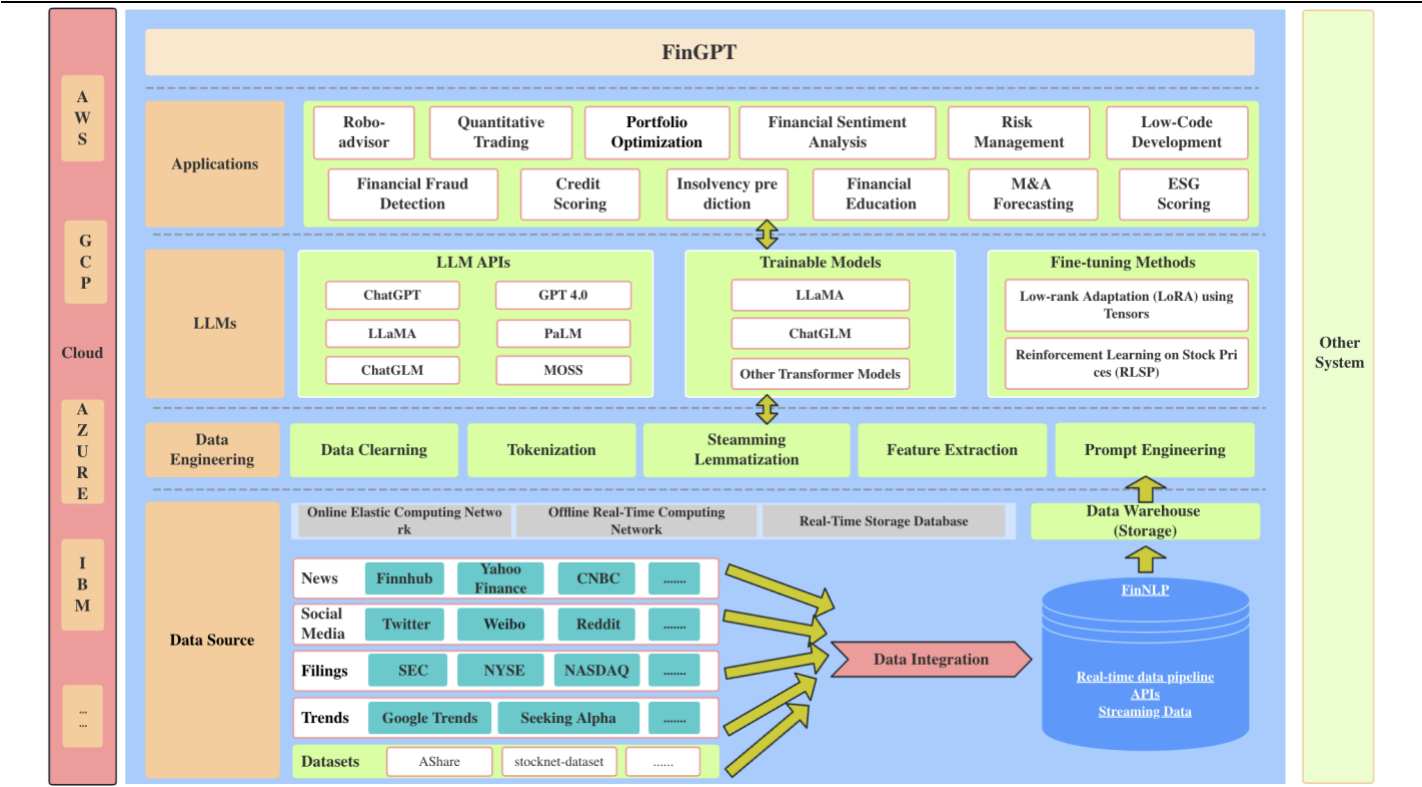 FinGPT
A
W
S
G
C
P
Cloud
A
Z
U
R
E
I
B
M
...
...
Applications
Robo-
advisor
Quantitative
Trading
Portfolio
Optimization
Financial Sentiment
Analysis
Risk
Management
Low-Code
Development
Financial Fraud
Detection
Credit
Scoring
Insolvency pre
diction
Financial
Education
M&A
Forecasting
ESG
Scoring
LLMs
LLM APIs
ChatGPT
GPT 4.0
LLaMA
PaLM
ChatGLM
MOSS
Trainable Models
LLaMA
ChatGLM
Other Transformer Models
Fine-tuning Methods
Low-rank Adaptation (LoRA) using
Tensors
Reinforcement Learning on Stock Pri
ces (RLSP)
Data
Engineering
Data Clearning
Tokenization
Steamming
Lemmatization
Feature Extraction
Prompt Engineering
Data Source
Online Elastic Computing Netwo
rk
Offline Real-Time Computing
Network
Real-Time Storage Database
Data Warehouse
(Storage)
News
Finnhub
Yahoo
Finance
CNBC
.......
Social
Media
Twitter
Weibo
Reddit
.......
Filings
SEC
NYSE
NASDAQ
.......
Trends
Google Trends
Seeking Alpha
.......
Datasets
AShare
stocknet-dataset
......
Data Integration
FinNLP
Real-time data pipeline
APIs
Streaming Data
Other
System